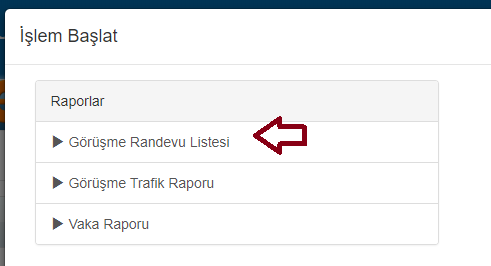 İşlem Başlat
Raporlar
Görüşme Randevu Listesi
Görüşme Trafik Raporu
Vaka Raporu